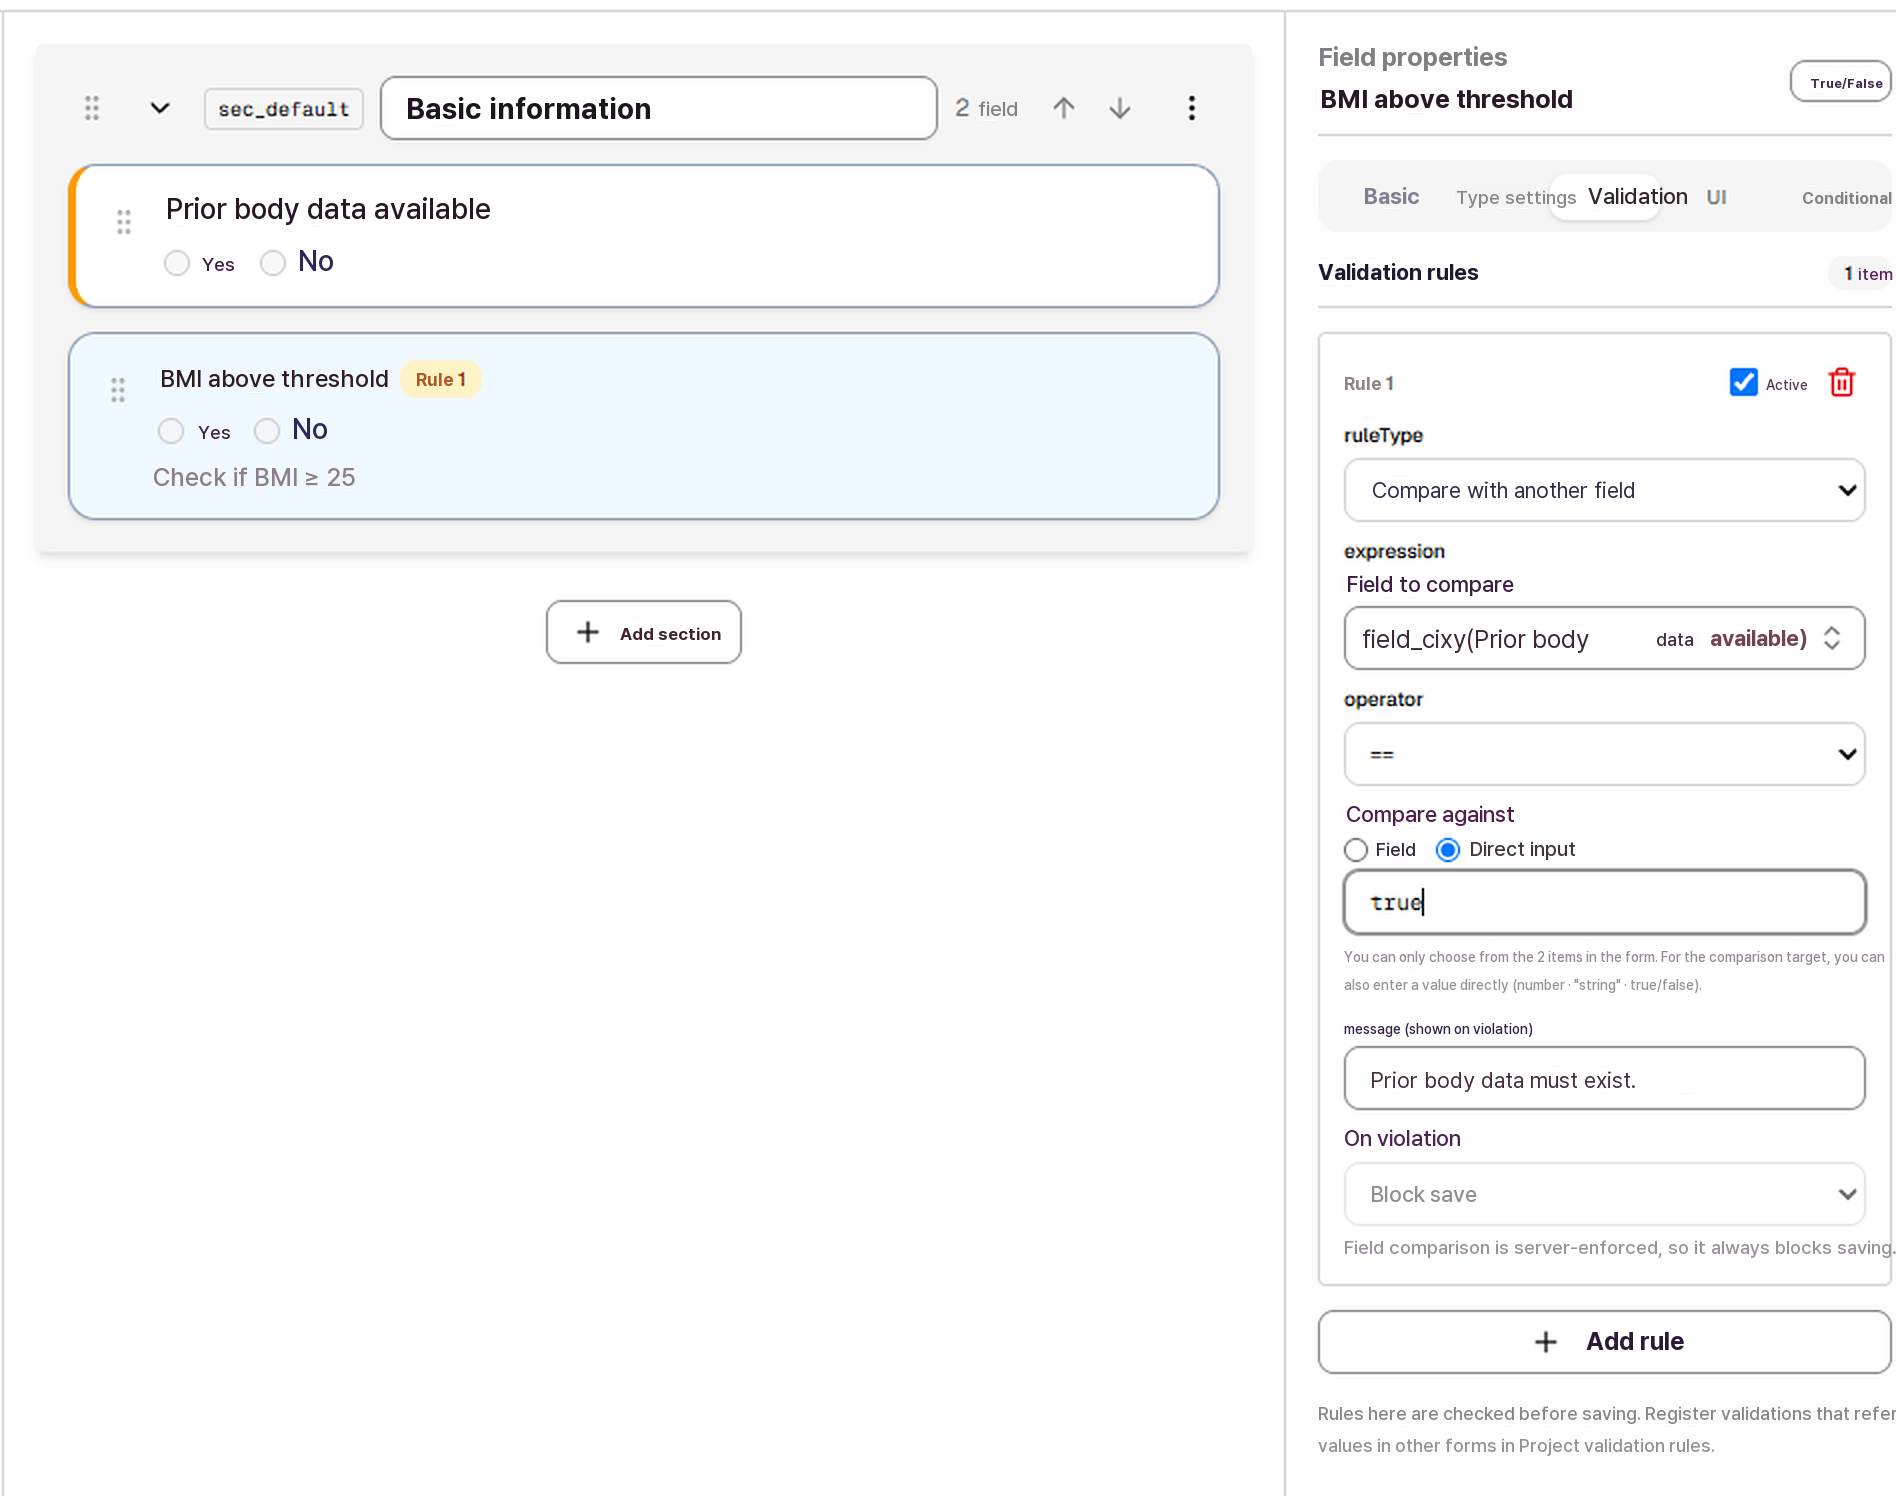 sec_default
Basic information
2 field
Prior body data available
Yes No
BMI above threshold Rule 1
Yes No
Check if BMI ≥ 25
Add section
Field properties
BMI above threshold
True/False
Basic Type settings Validation UI Conditional
Validation rules
1 item
Rule 1
Active
ruleType
Compare with another field
expression
Field to compare
field_cixy(Prior body data available)
operator
==
Compare against
Field Direct input
true
You can only choose from the 2 items in the form. For the comparison target, you can
also enter a value directly (number · "string" · true/false).
message (shown on violation)
Prior body data must exist.
On violation
Block save
Field comparison is server-enforced, so it always blocks saving.
Add rule
Rules here are checked before saving. Register validations that refer
values in other forms in Project validation rules.